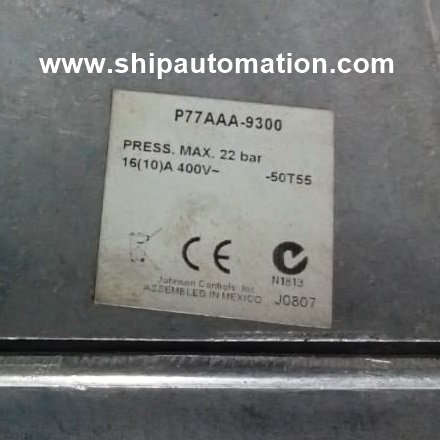 www.shipautomation.com
P77AAA-9300
PRESS. MAX. 22 bar
16(10)A 400V~ -50T55
CE
N1813
Johnson Controls, Inc.
ASSEMBLED IN MEXICO J0807